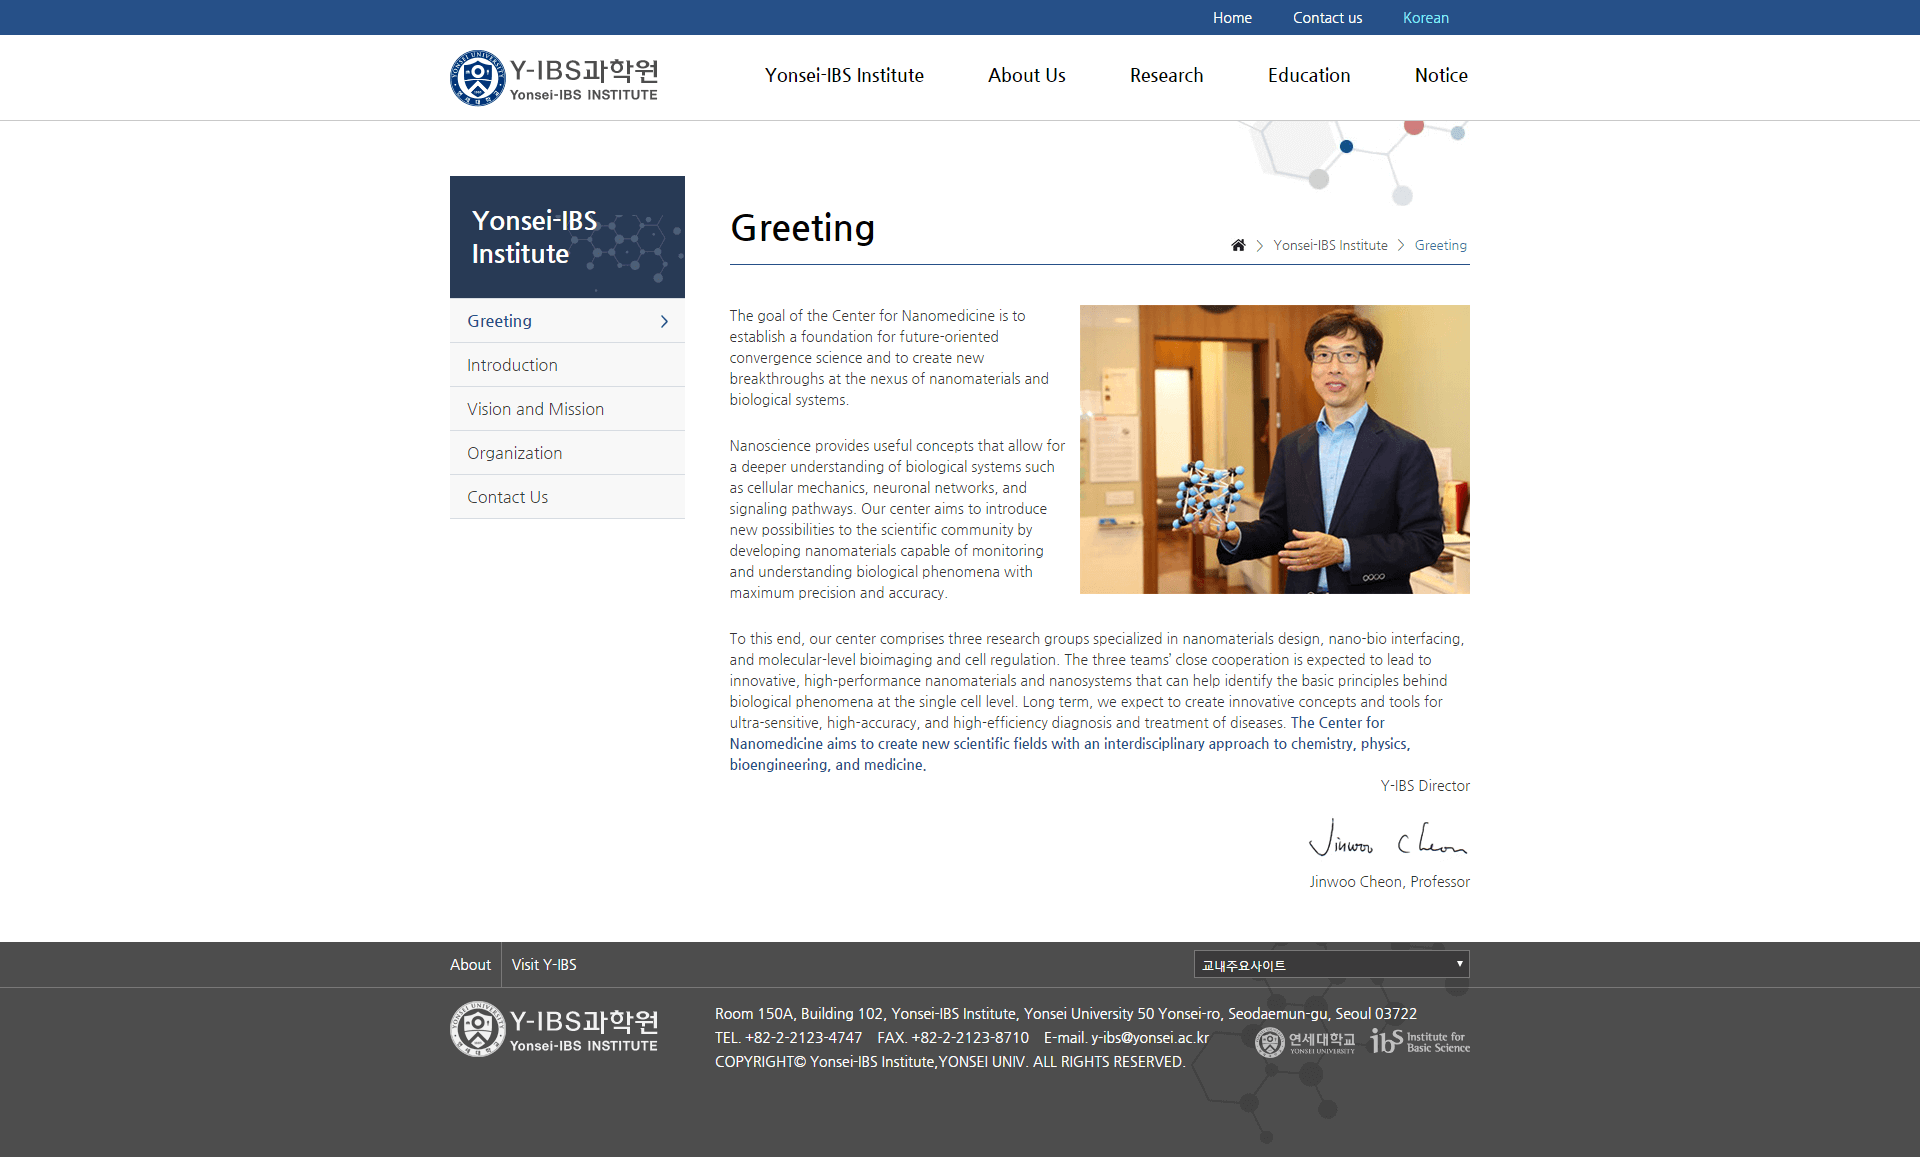 Home Contact us Korean
Y-IBS과학원
Yonsei-IBS INSTITUTE
Yonsei-IBS Institute About Us Research Education Notice
Yonsei-IBS
Institute
Greeting
Introduction
Vision and Mission
Organization
Contact Us
Greeting
Yonsei-IBS Institute Greeting
The goal of the Center for Nanomedicine is to
establish a foundation for future-oriented
convergence science and to create new
breakthroughs at the nexus of nanomaterials and
biological systems.
Nanoscience provides useful concepts that allow for
a deeper understanding of biological systems such
as cellular mechanics, neuronal networks, and
signaling pathways. Our center aims to introduce
new possibilities to the scientific community by
developing nanomaterials capable of monitoring
and understanding biological phenomena with
maximum precision and accuracy.
To this end, our center comprises three research groups specialized in nanomaterials design, nano-bio interfacing,
and molecular-level bioimaging and cell regulation. The three teams’ close cooperation is expected to lead to
innovative, high-performance nanomaterials and nanosystems that can help identify the basic principles behind
biological phenomena at the single cell level. Long term, we expect to create innovative concepts and tools for
ultra-sensitive, high-accuracy, and high-efficiency diagnosis and treatment of diseases. The Center for
Nanomedicine aims to create new scientific fields with an interdisciplinary approach to chemistry, physics,
bioengineering, and medicine.
Y-IBS Director
Jinwoo Cheon
Jinwoo Cheon, Professor
About Visit Y-IBS
교내주요사이트
Y-IBS과학원
Yonsei-IBS INSTITUTE
Room 150A, Building 102, Yonsei-IBS Institute, Yonsei University 50 Yonsei-ro, Seodaemun-gu, Seoul 03722
TEL. +82-2-2123-4747 FAX. +82-2-2123-8710 E-mail. y-ibs@yonsei.ac.kr
COPYRIGHT© Yonsei-IBS Institute,YONSEI UNIV. ALL RIGHTS RESERVED.
연세대학교
YONSEI UNIVERSITY
ibS Institute for
Basic Science